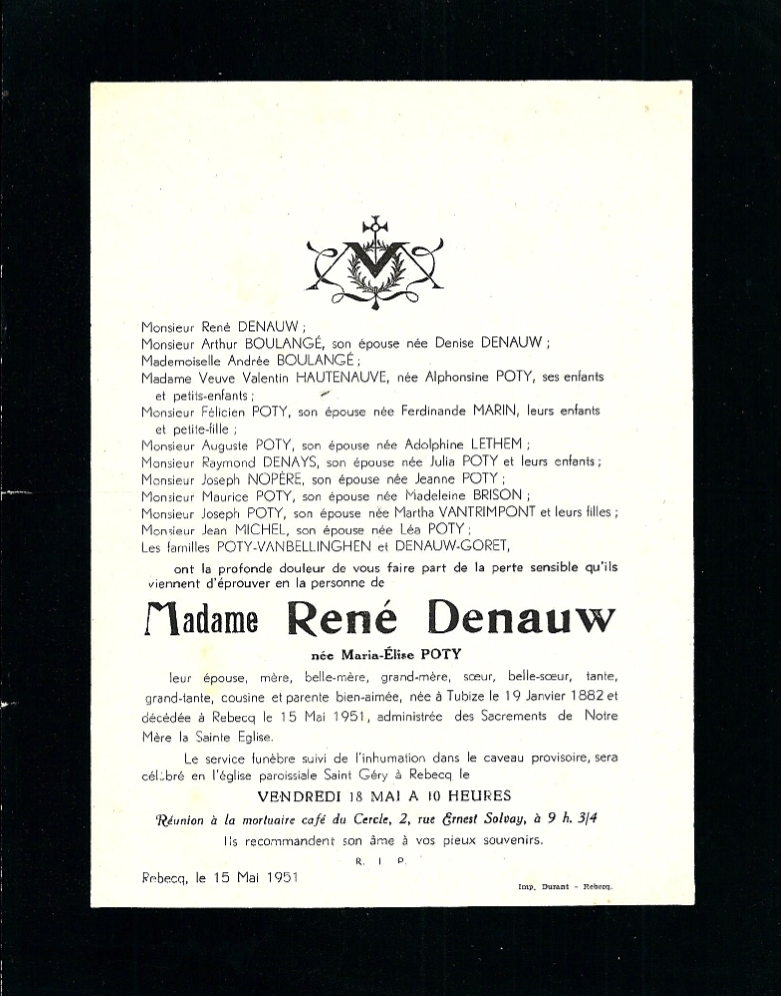 Monsieur René DENAUW ;
Monsieur Arthur BOULANGÉ, son épouse née Denise DENAUW ;
Mademoiselle Andrée BOULANGÉ ;
Madame Veuve Valentin HAUTENAUVE, née Alphonsine POTY, ses enfants
et petits-enfants ;
Monsieur Félicien POTY, son épouse née Ferdinande MARIN, leurs enfants
et petite-fille ;
Monsieur Auguste POTY, son épouse née Adolphine LETHEM ;
Monsieur Raymond DENAYS, son épouse née Julia POTY et leurs enfants ;
Monsieur Joseph NOPÈRE, son épouse née Jeanne POTY ;
Monsieur Maurice POTY, son épouse née Madeleine BRISON ;
Monsieur Joseph POTY, son épouse née Martha VANTRIMPONT et leurs filles ;
Monsieur Jean MICHEL, son épouse née Léa POTY ;
Les familles POTY-VANBELLINGHEN et DENAUW-GORET,
ont la profonde douleur de vous faire part de la perte sensible qu'ils
viennent d'éprouver en la personne de
Madame René Denauw
née Maria-Élise POTY
leur épouse, mère, belle-mère, grand-mère, sœur, belle-sœur, tante,
grand-tante, cousine et parente bien-aimée, née à Tubize le 19 Janvier 1882 et
décédée à Rebecq le 15 Mai 1951, administrée des Sacrements de Notre
Mère la Sainte Eglise.
Le service funèbre suivi de l'inhumation dans le caveau provisoire, sera
célébré en l'église paroissiale Saint Géry à Rebecq le
VENDREDI 18 MAI A 10 HEURES
Réunion à la mortuaire café du Cercle, 2, rue Ernest Solvay, à 9 h. 3/4
Ils recommandent son âme à vos pieux souvenirs.
R. I. P.
Rebecq, le 15 Mai 1951
Imp. Durant - Rebecq.